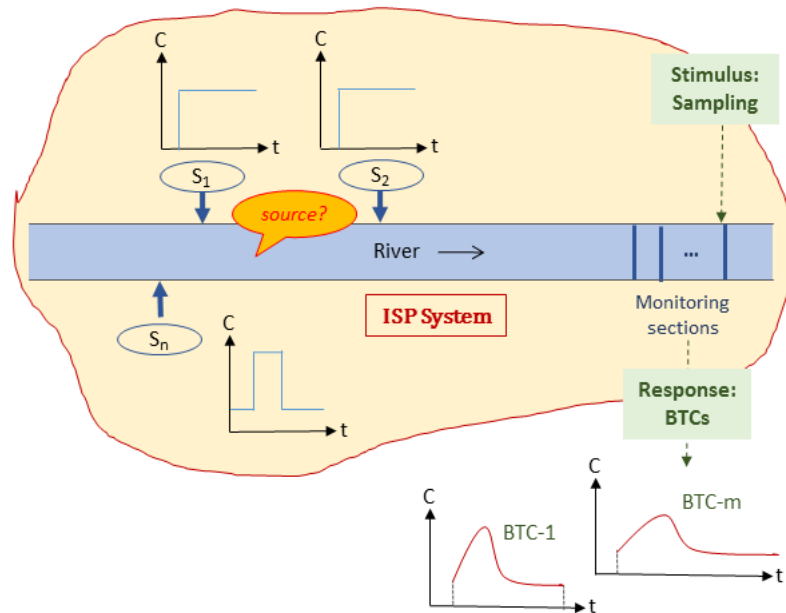 C
t
C
t
Stimulus:
Sampling
S1
S2
source?
River
...
ISP System
Monitoring
sections
Sn
C
t
Response:
BTCs
C
BTC-1
t
C
BTC-m
t